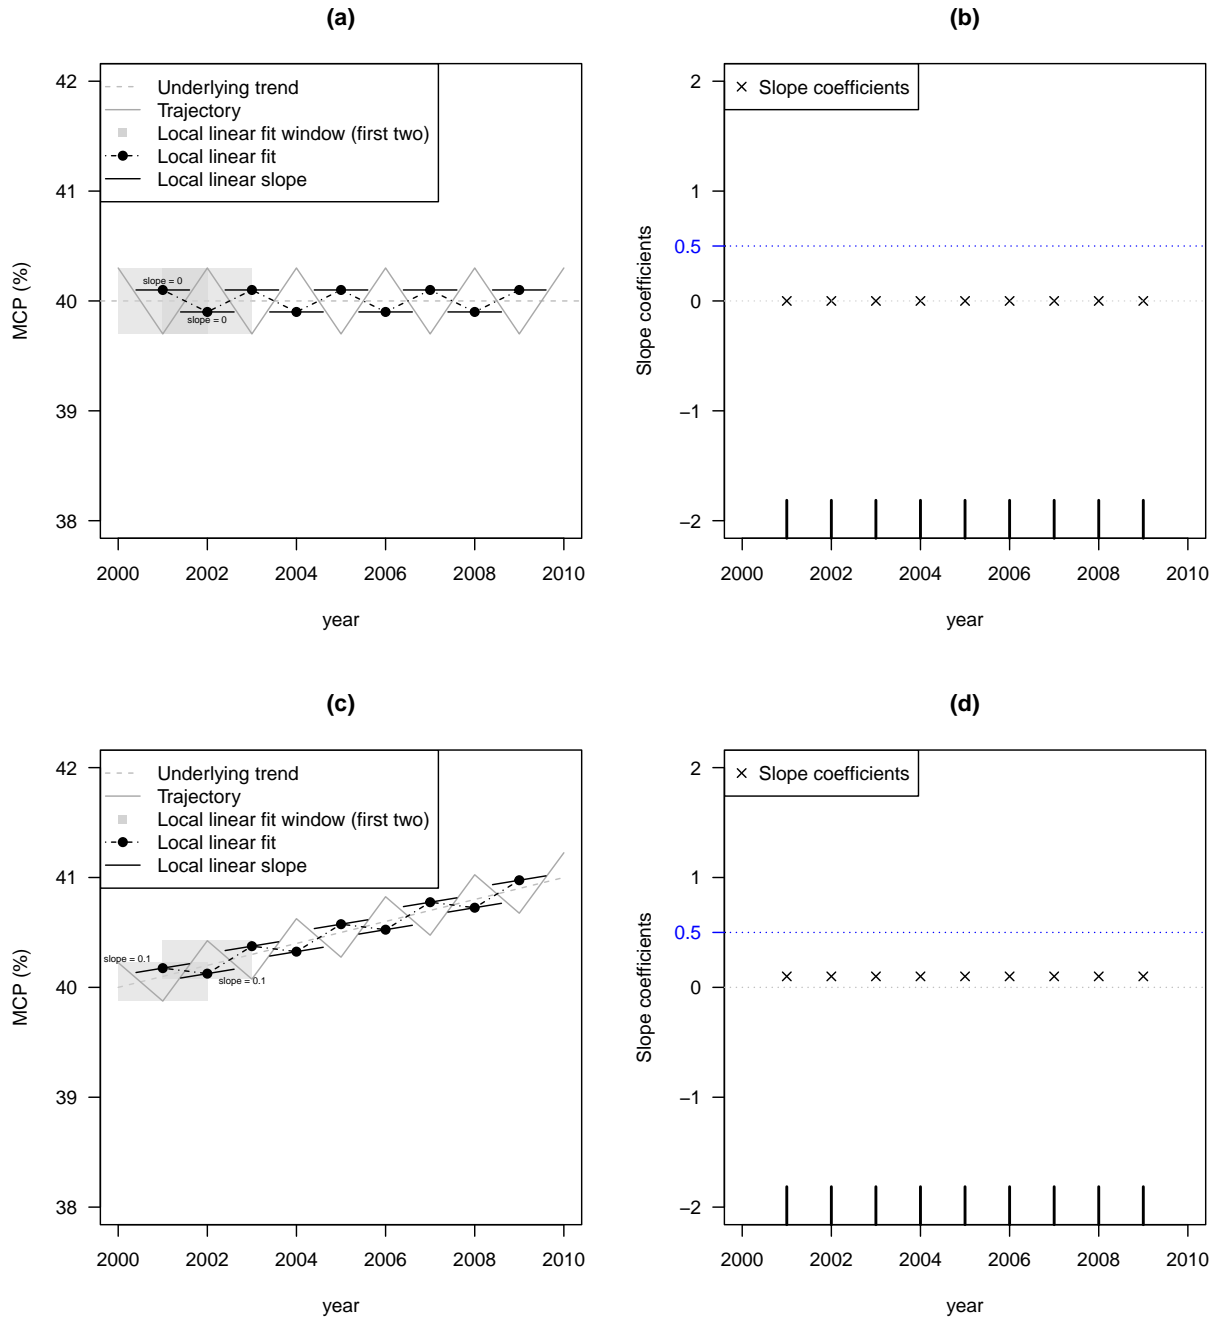 (a)
Underlying trend
Trajectory
Local linear fit window (first two)
Local linear fit
Local linear slope
MCP (%)
42
41
40
39
38
slope = 0
slope = 0
2000 2002 2004 2006 2008 2010
year
(b)
Slope coefficients
Slope coefficients
2
1
0.5
0
−1
−2
2000 2002 2004 2006 2008 2010
year
(c)
Underlying trend
Trajectory
Local linear fit window (first two)
Local linear fit
Local linear slope
MCP (%)
42
41
40
39
38
slope = 0.1
slope = 0.1
2000 2002 2004 2006 2008 2010
year
(d)
Slope coefficients
Slope coefficients
2
1
0.5
0
−1
−2
2000 2002 2004 2006 2008 2010
year